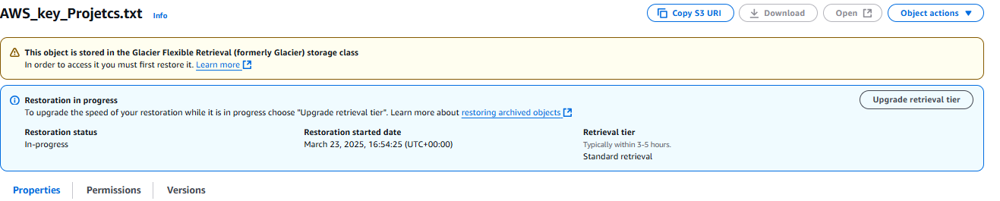 AWS_key_Projetcs.txt Info Copy S3 URI Download Open Object actions
This object is stored in the Glacier Flexible Retrieval (formerly Glacier) storage class
In order to access it you must first restore it. Learn more
Restoration in progress Upgrade retrieval tier
To upgrade the speed of your restoration while it is in progress choose "Upgrade retrieval tier". Learn more about restoring archived objects
Restoration status Restoration started date Retrieval tier
In-progress March 23, 2025, 16:54:25 (UTC+00:00) Typically within 3-5 hours.
Standard retrieval
Properties Permissions Versions